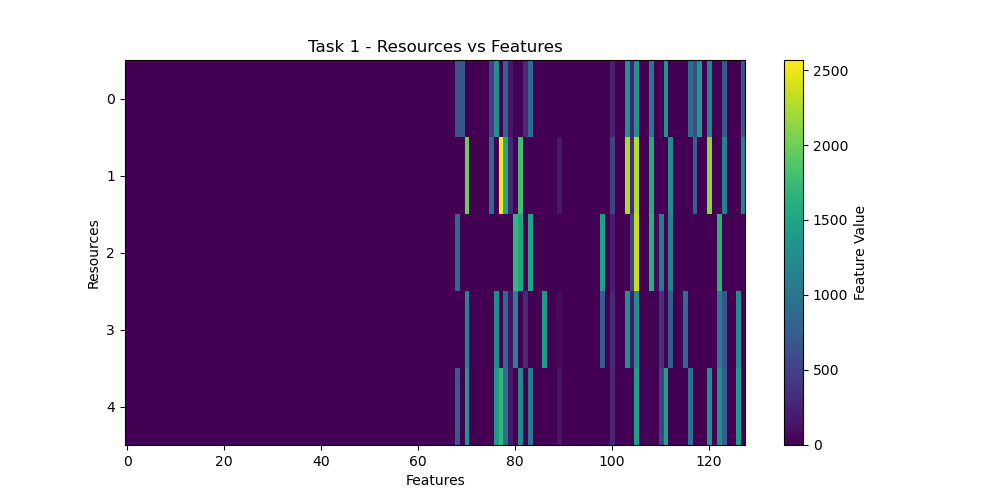 Task 1 - Resources vs Features
Resources
0
1
2
3
4
0 20 40 60 80 100 120
Features
2500
2000
1500
1000
500
0
Feature Value